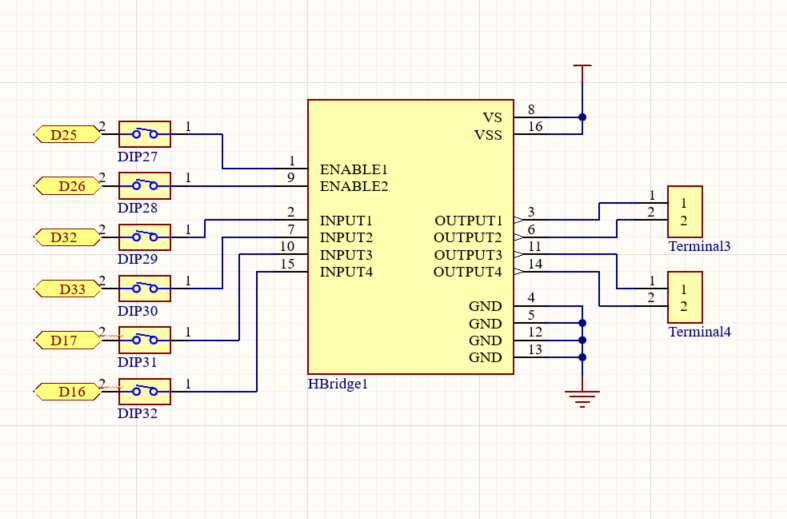 D25 2 1 DIP27
D26 2 1 DIP28
D32 2 1 DIP29
D33 2 1 DIP30
D17 2 1 DIP31
D16 2 1 DIP32
1 ENABLE1
9 ENABLE2
2 INPUT1
7 INPUT2
10 INPUT3
15 INPUT4
VS 8
VSS 16
OUTPUT1 3
OUTPUT2 6
OUTPUT3 11
OUTPUT4 14
GND 4
GND 5
GND 12
GND 13
HBridge1
1 1
2 2
Terminal3
1 1
2 2
Terminal4